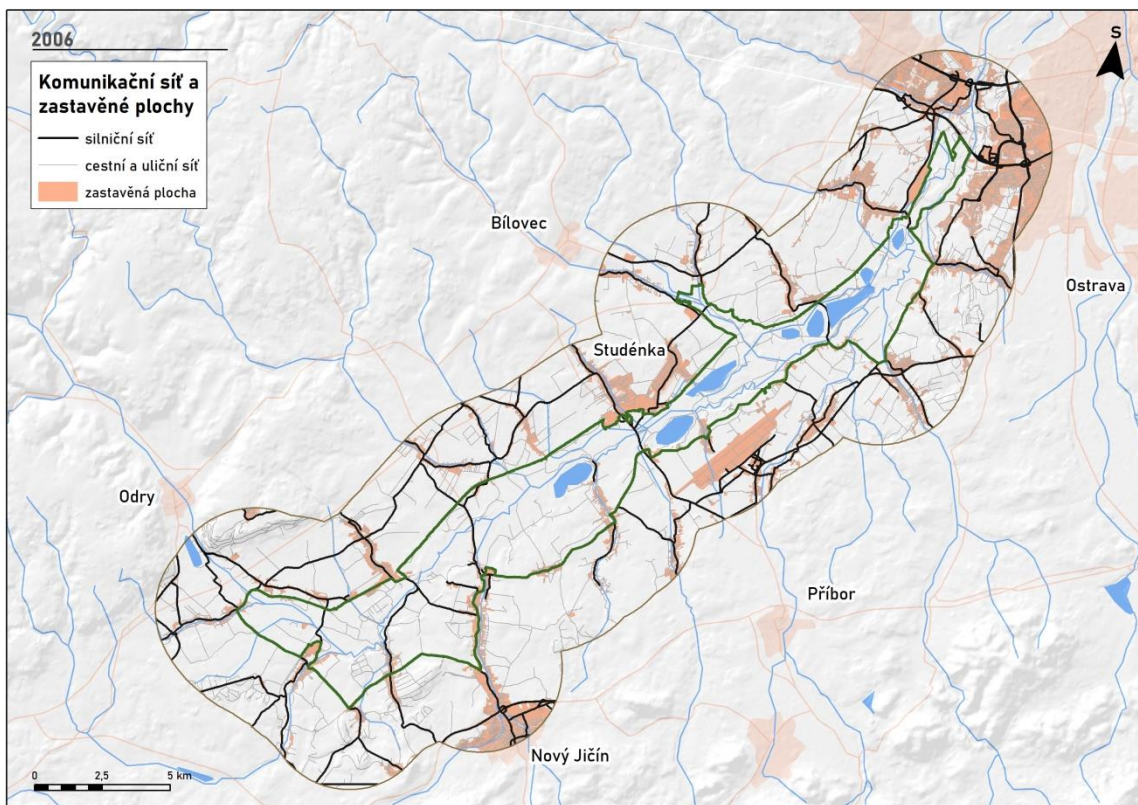 2006
Komunikační síť a
zastavěné plochy
silniční síť
cestní a uliční síť
zastavěná plocha
S
Bílovec
Ostrava
Studénka
Odry
Příbor
Nový Jičín
0 2,5 5 km